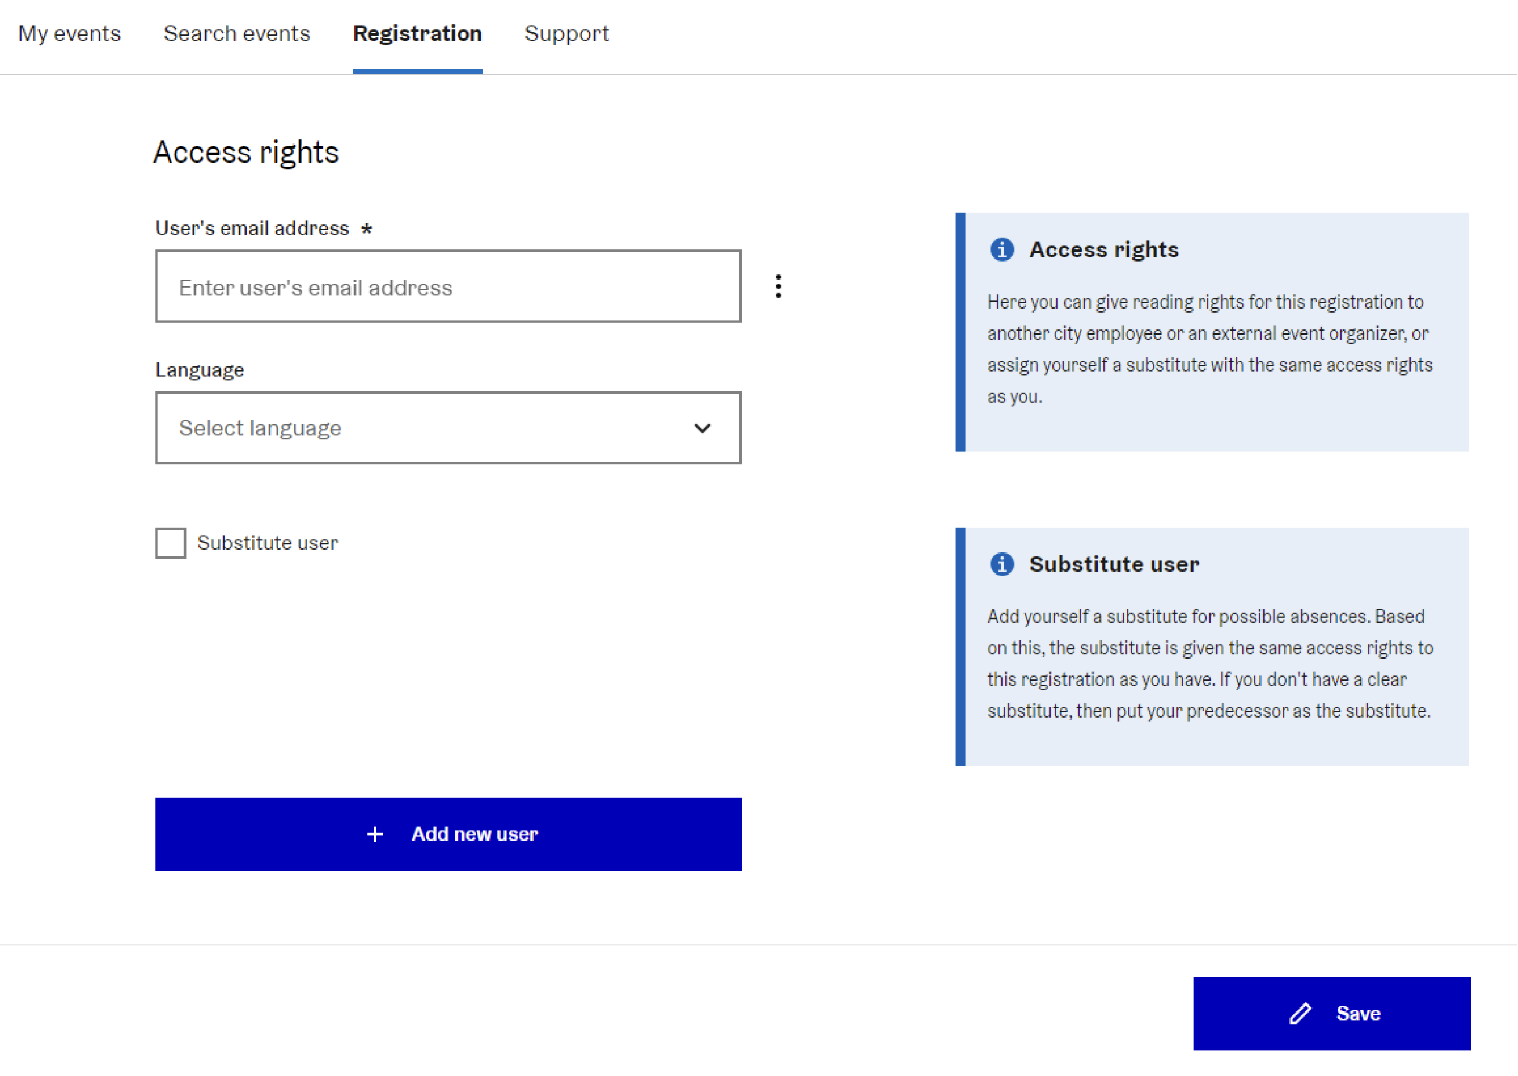 My events Search events Registration Support
Access rights
User's email address *
Enter user's email address
Language
Select language
Substitute user
Add new user
Access rights
Here you can give reading rights for this registration to
another city employee or an external event organizer, or
assign yourself a substitute with the same access rights
as you.
Substitute user
Add yourself a substitute for possible absences. Based
on this, the substitute is given the same access rights to
this registration as you have. If you don't have a clear
substitute, then put your predecessor as the substitute.
Save